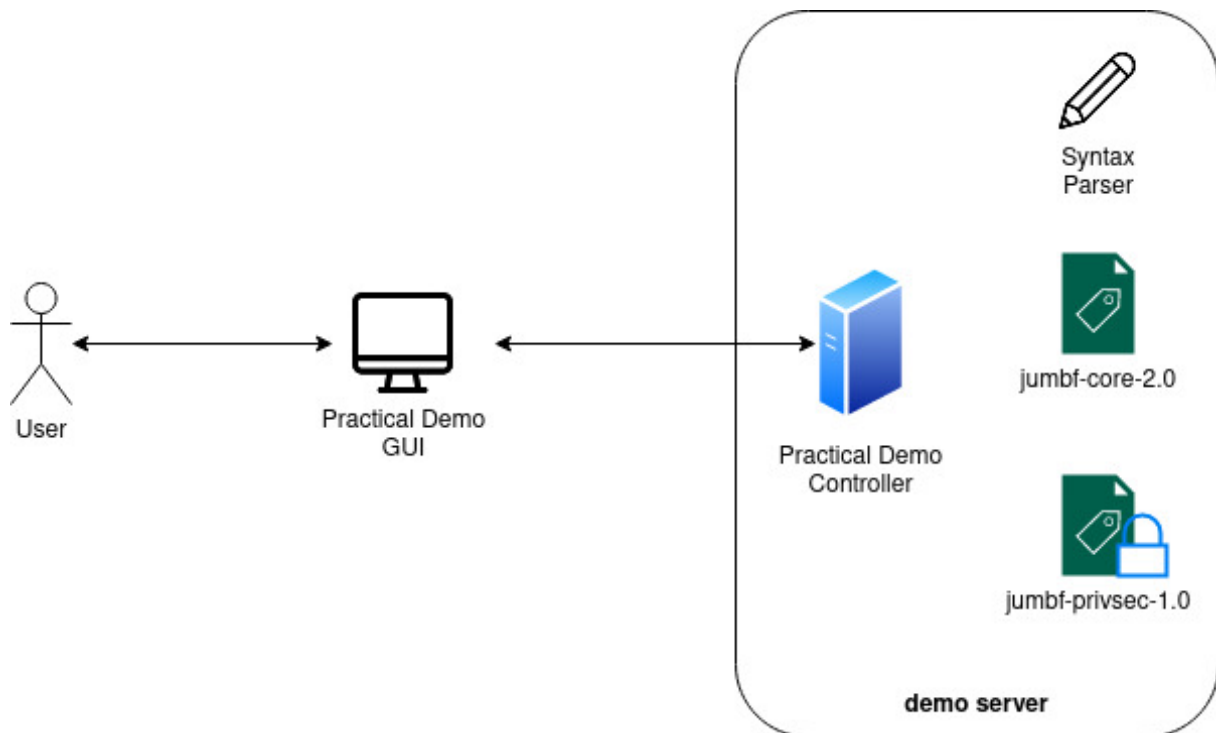 User
Practical Demo
GUI
Practical Demo
Controller
Syntax
Parser
jumbf-core-2.0
jumbf-privsec-1.0
demo server